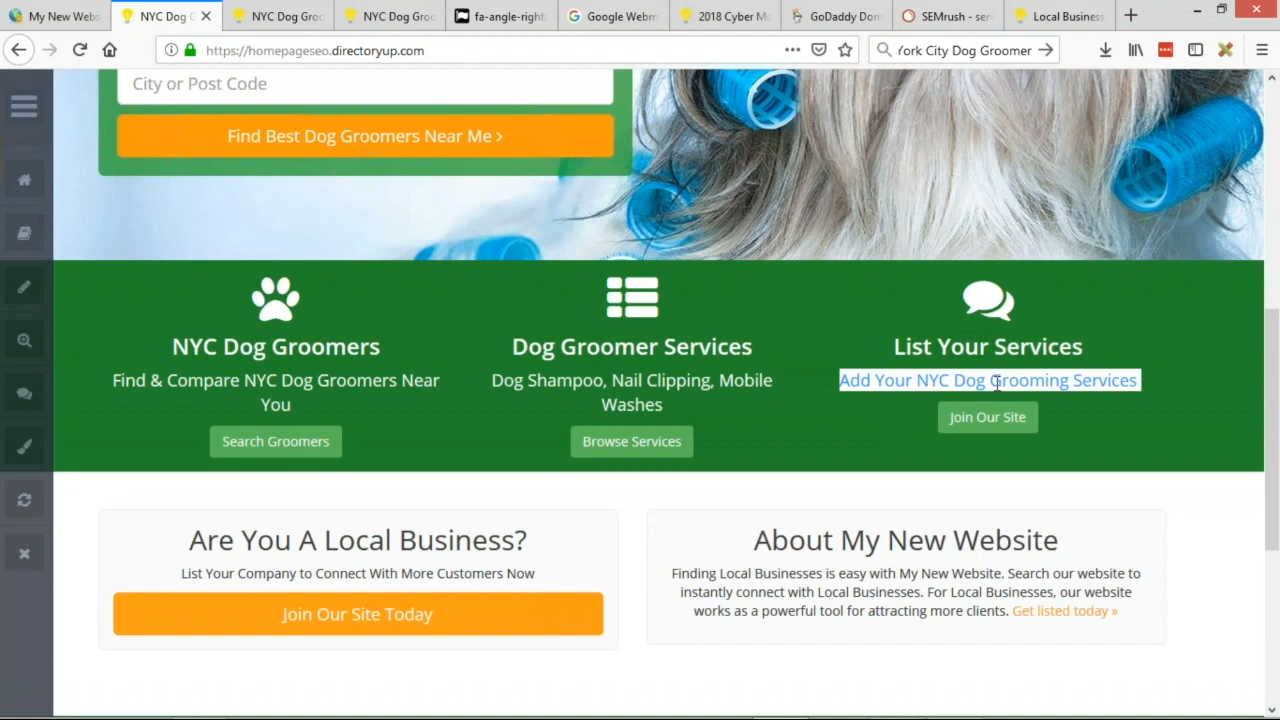 My New Webs
NYC Dog G
NYC Dog Groo
NYC Dog Groo
fa-angle-right
Google Webm
2018 Cyber M
GoDaddy Dom
SEMrush - serv
Local Business
https://homepageseo.directoryup.com
York City Dog Groomer
City or Post Code
Find Best Dog Groomers Near Me >
NYC Dog Groomers
Dog Groomer Services
List Your Services
Find & Compare NYC Dog Groomers Near
You
Dog Shampoo, Nail Clipping, Mobile
Washes
Add Your NYC Dog Grooming Services
Search Groomers
Browse Services
Join Our Site
Are You A Local Business?
List Your Company to Connect With More Customers Now
Join Our Site Today
About My New Website
Finding Local Businesses is easy with My New Website. Search our website to
instantly connect with Local Businesses. For Local Businesses, our website
works as a powerful tool for attracting more clients. Get listed today »